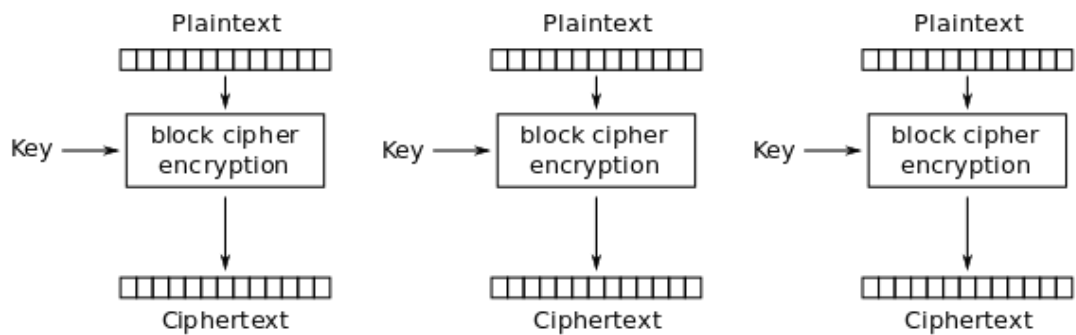 Plaintext Plaintext Plaintext
Key block cipher encryption Key block cipher encryption Key block cipher encryption
Ciphertext Ciphertext Ciphertext